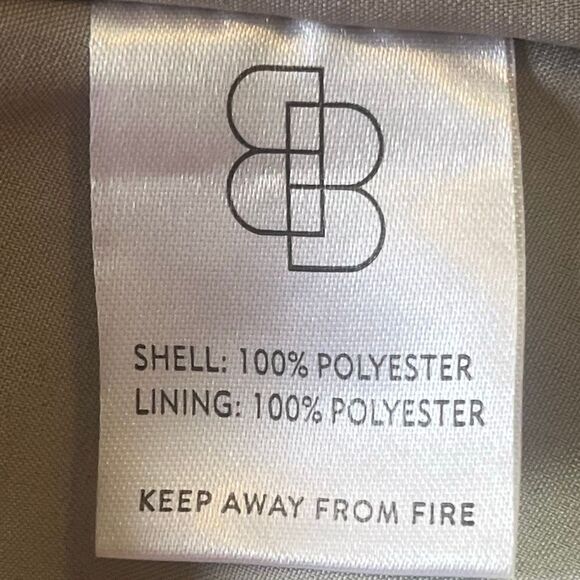 SHELL: 100% POLYESTER
LINING: 100% POLYESTER
KEEP AWAY FROM FIRE